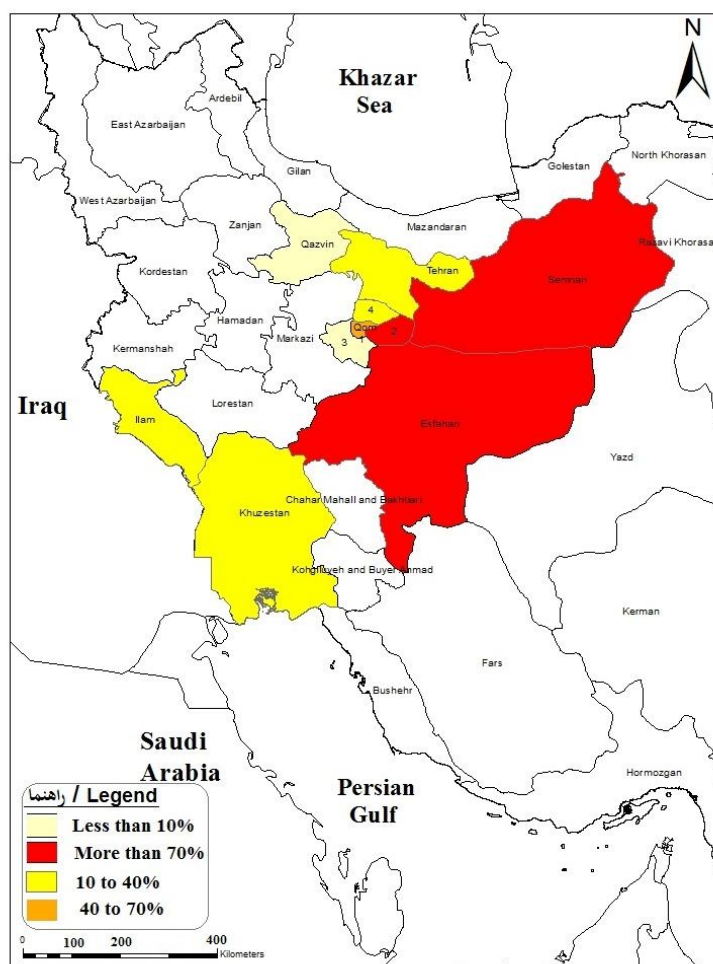 N
Khazar
Sea
Ardebil
East Azarbaijan
North Khorasan
Golestan
Gilan
West Azarbaijan
Zanjan
Mazandaran
Qazvin
Razavi Khorasan
Tehran
Semnan
Kordestan
4
Hamadan
Qom
2
Markazi
3
1
Kermanshah
Lorestan
Iraq
Ilam
Esfahan
Yazd
Chahar Mahall and Bakhtiari
Khuzestan
Kohgiluyeh and Buyer Ahmad
Kerman
Fars
Bushehr
Saudi
Arabia
Hormozgan
Persian
Gulf
راهنما / Legend
Less than 10%
More than 70%
10 to 40%
40 to 70%
0 50 100 200 300 400
Kilometers